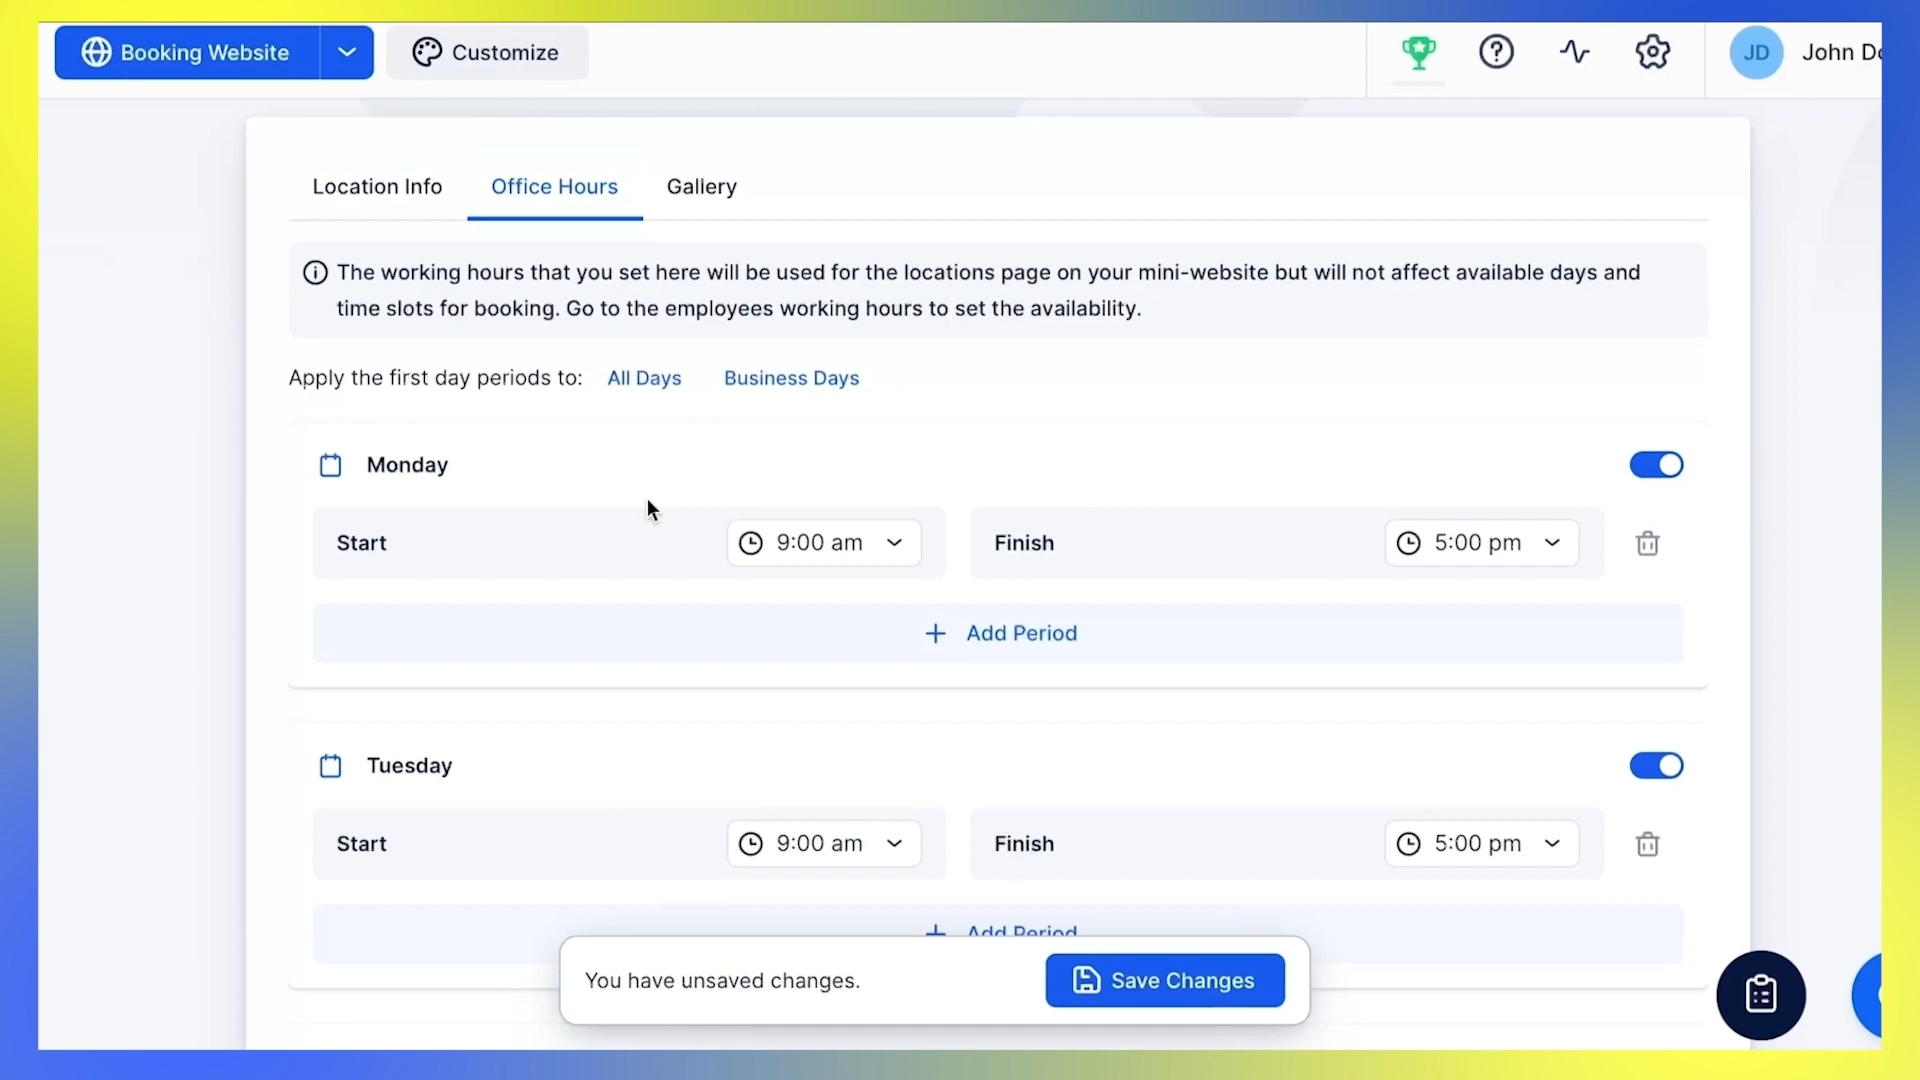 Booking Website
Customize
JD
John Do
Location Info
Office Hours
Gallery
The working hours that you set here will be used for the locations page on your mini-website but will not affect available days and
time slots for booking. Go to the employees working hours to set the availability.
Apply the first day periods to: All Days Business Days
Monday
Start 9:00 am Finish 5:00 pm
Add Period
Tuesday
Start 9:00 am Finish 5:00 pm
Add Period
You have unsaved changes. Save Changes